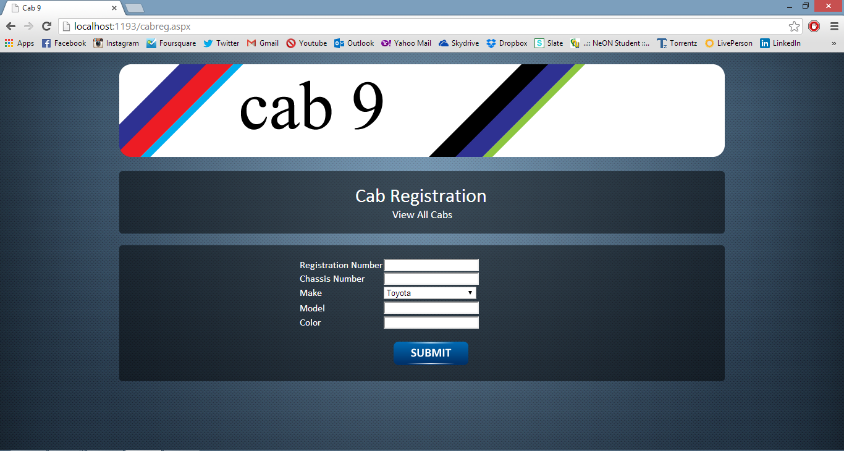 Cab 9
localhost:1193/cabreg.aspx
Apps Facebook Instagram Foursquare Twitter Gmail Youtube Outlook Yahoo Mail Skydrive Dropbox Slate ..:: NeON Student ::.. Torrentz LivePerson LinkedIn »
cab 9
Cab Registration
View All Cabs
Registration Number
Chassis Number
Make Toyota
Model
Color
SUBMIT